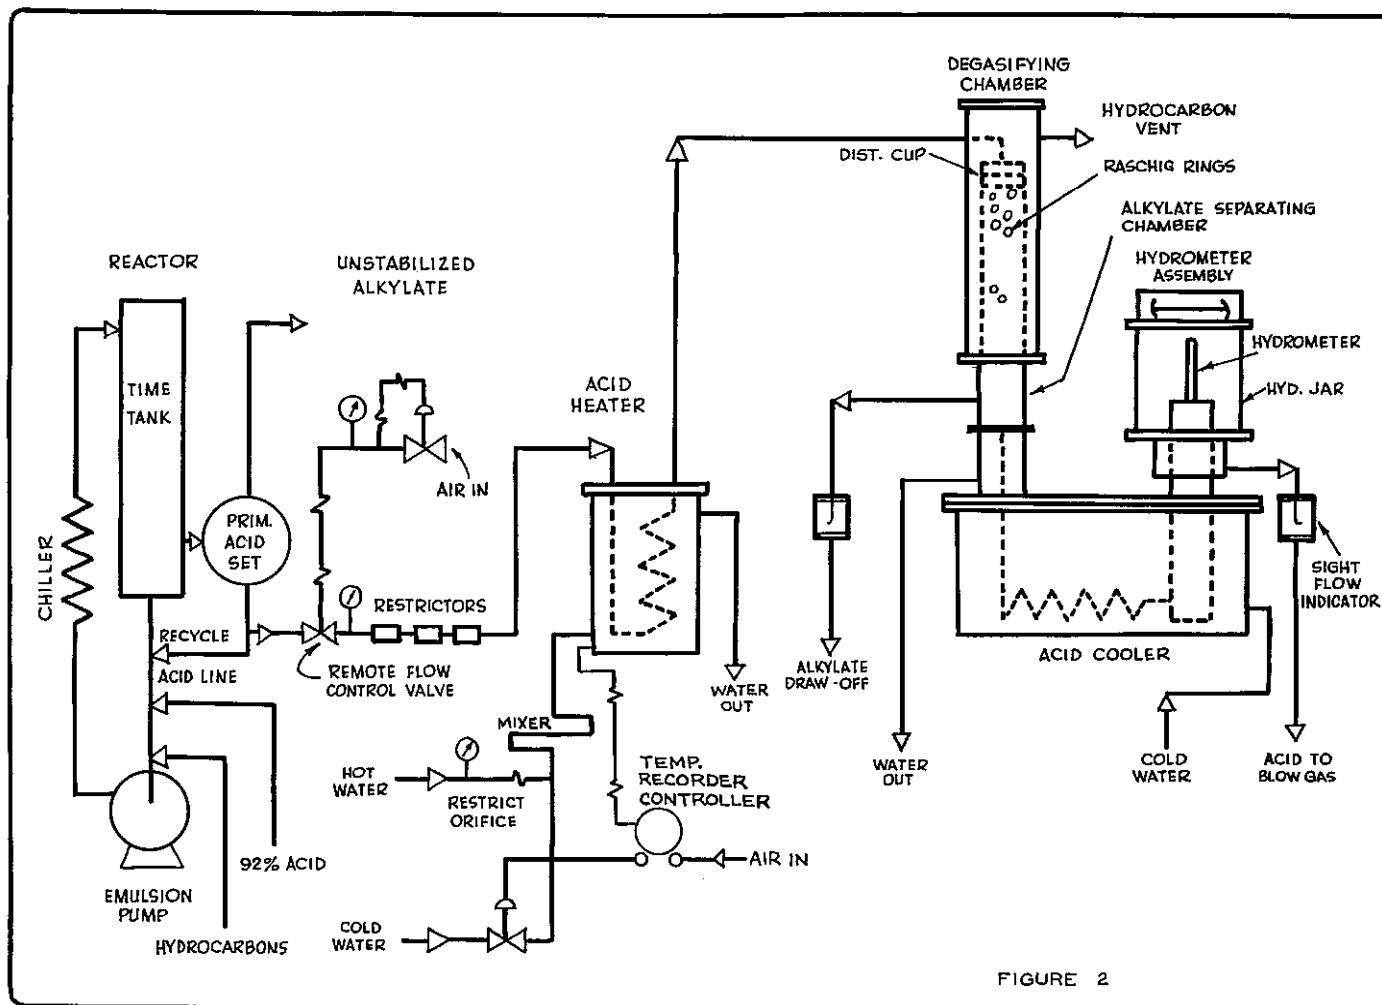 DEGASIFYING
CHAMBER
HYDROCARBON
VENT
DIST. CUP
RASCHIG RINGS
ALKYLATE SEPARATING
CHAMBER
HYDROMETER
ASSEMBLY
REACTOR
UNSTABILIZED
ALKYLATE
HYDROMETER
HYD. JAR
TIME
TANK
ACID
HEATER
AIR IN
PRIM.
ACID
SET
CHILLER
SIGHT
FLOW
INDICATOR
RESTRICTORS
RECYCLE
ACID LINE
REMOTE FLOW
CONTROL VALVE
ACID COOLER
ALKYLATE
DRAW-OFF
WATER
OUT
MIXER
HOT
WATER
RESTRICT
ORIFICE
TEMP.
RECORDER
CONTROLLER
WATER
OUT
COLD
WATER
ACID TO
BLOW GAS
AIR IN
92% ACID
EMULSION
PUMP
HYDROCARBONS
COLD
WATER
FIGURE 2